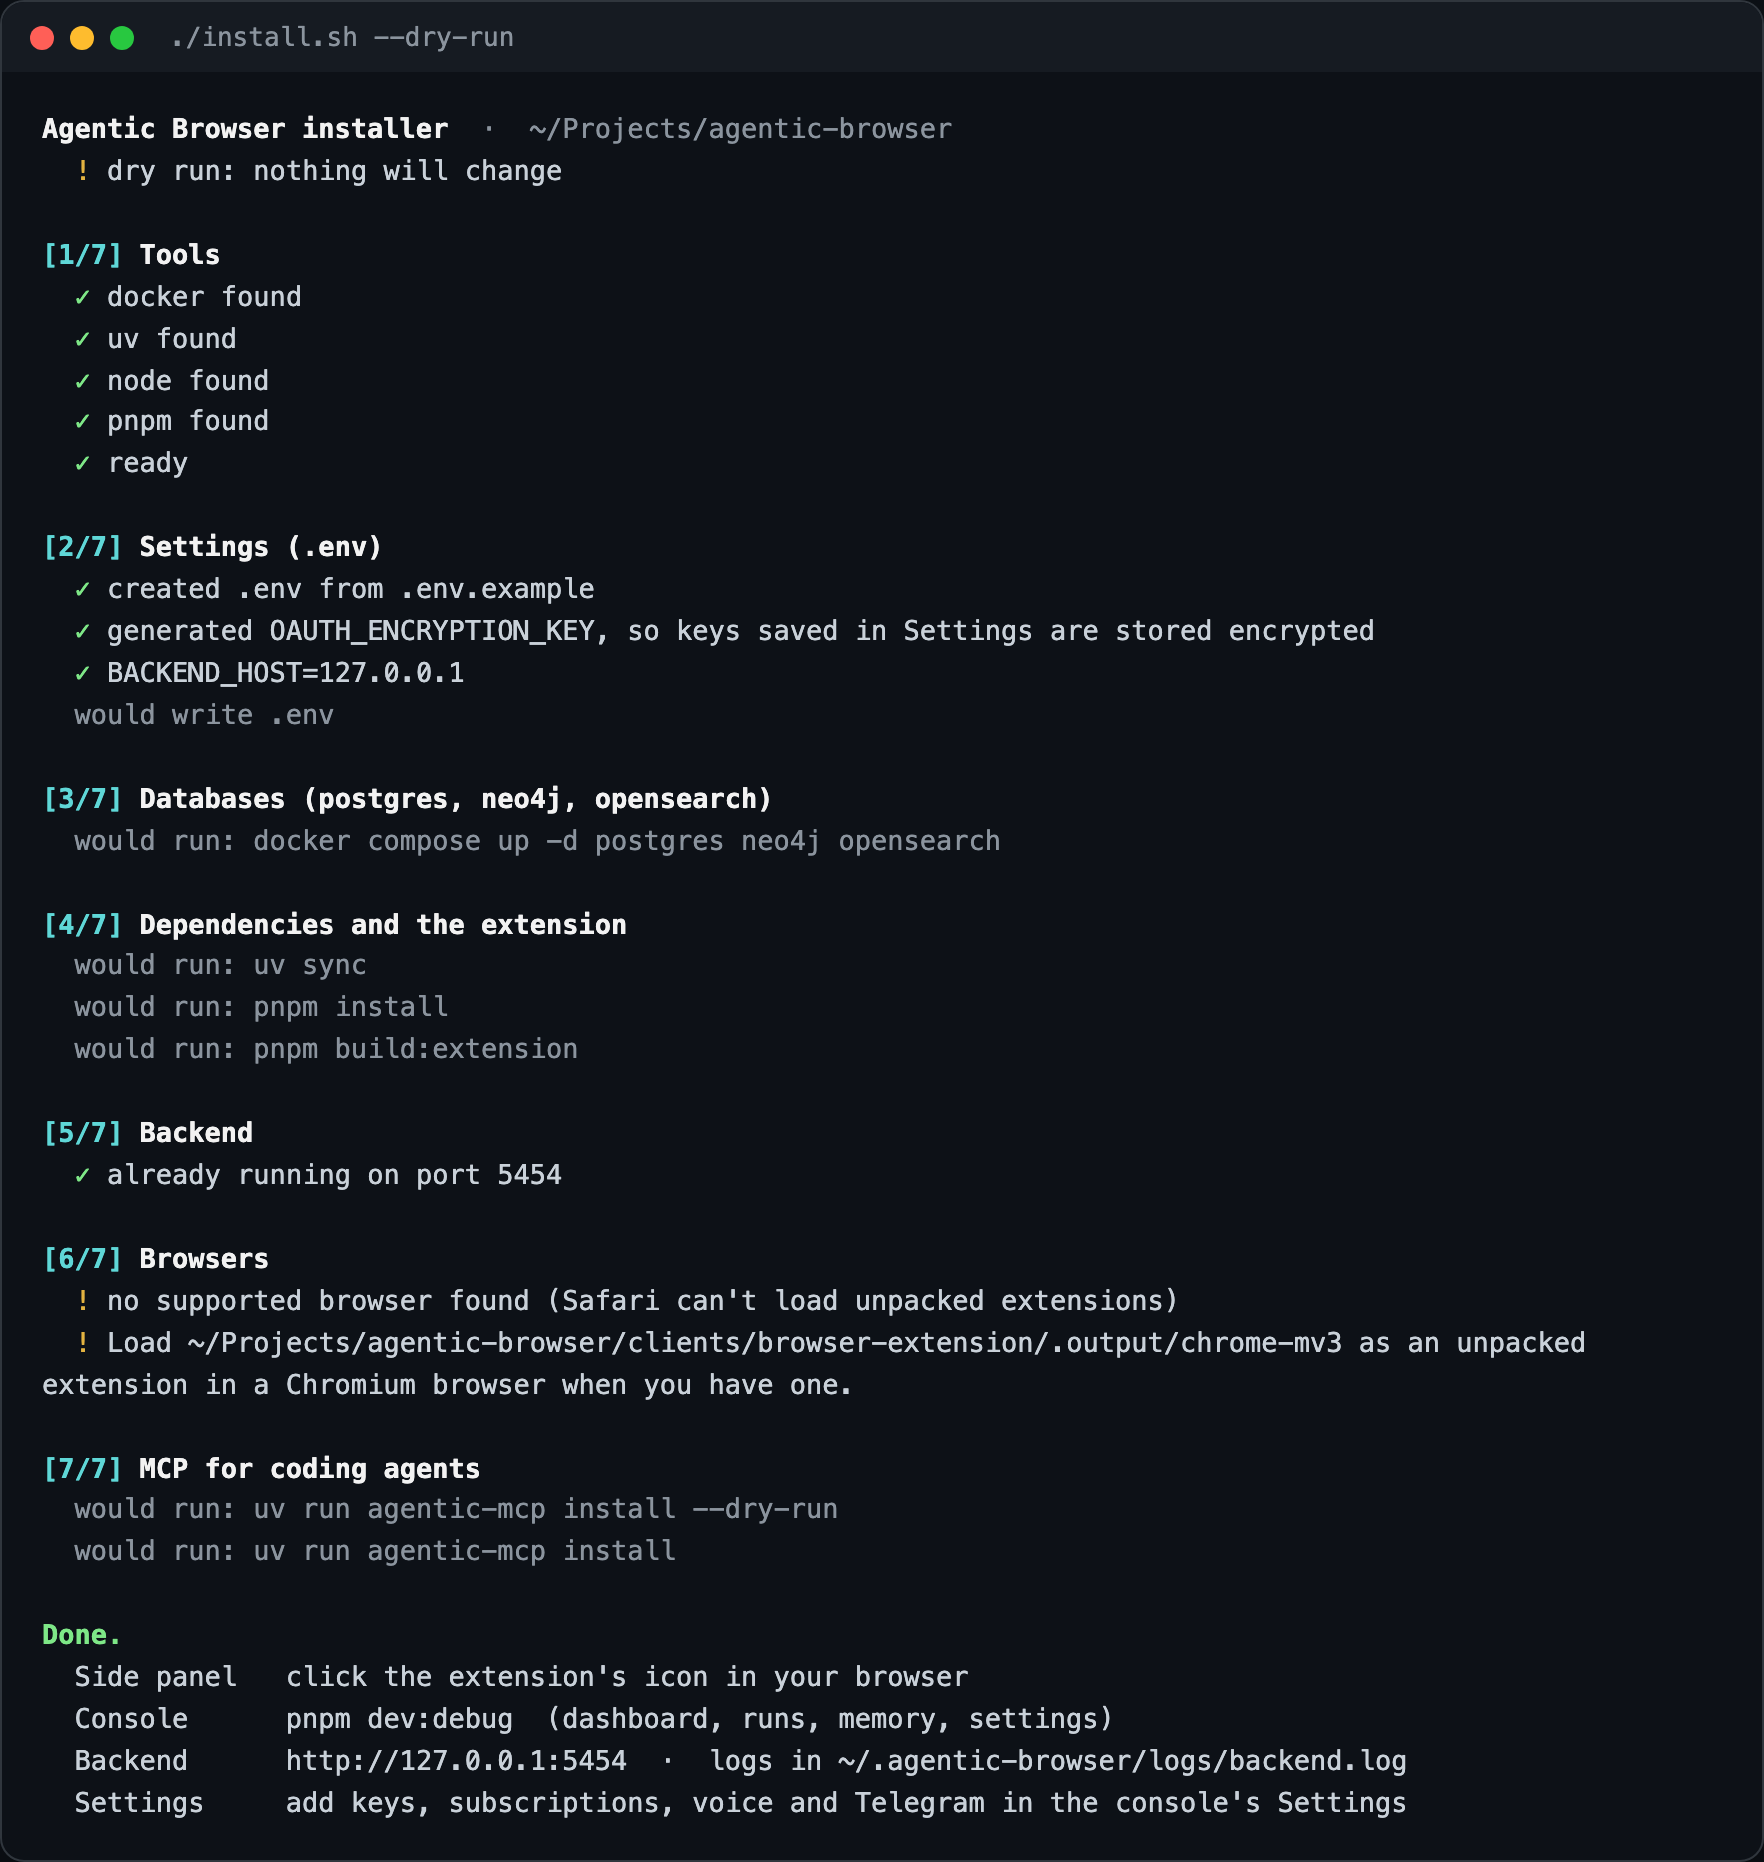 ./install.sh --dry-run
Agentic Browser installer · ~/Projects/agentic-browser
! dry run: nothing will change
[1/7] Tools
✓ docker found
✓ uv found
✓ node found
✓ pnpm found
✓ ready
[2/7] Settings (.env)
✓ created .env from .env.example
✓ generated OAUTH_ENCRYPTION_KEY, so keys saved in Settings are stored encrypted
✓ BACKEND_HOST=127.0.0.1
would write .env
[3/7] Databases (postgres, neo4j, opensearch)
would run: docker compose up -d postgres neo4j opensearch
[4/7] Dependencies and the extension
would run: uv sync
would run: pnpm install
would run: pnpm build:extension
[5/7] Backend
✓ already running on port 5454
[6/7] Browsers
! no supported browser found (Safari can't load unpacked extensions)
! Load ~/Projects/agentic-browser/clients/browser-extension/.output/chrome-mv3 as an unpacked
extension in a Chromium browser when you have one.
[7/7] MCP for coding agents
would run: uv run agentic-mcp install --dry-run
would run: uv run agentic-mcp install
Done.
Side panel click the extension's icon in your browser
Console pnpm dev:debug (dashboard, runs, memory, settings)
Backend http://127.0.0.1:5454 · logs in ~/.agentic-browser/logs/backend.log
Settings add keys, subscriptions, voice and Telegram in the console's Settings